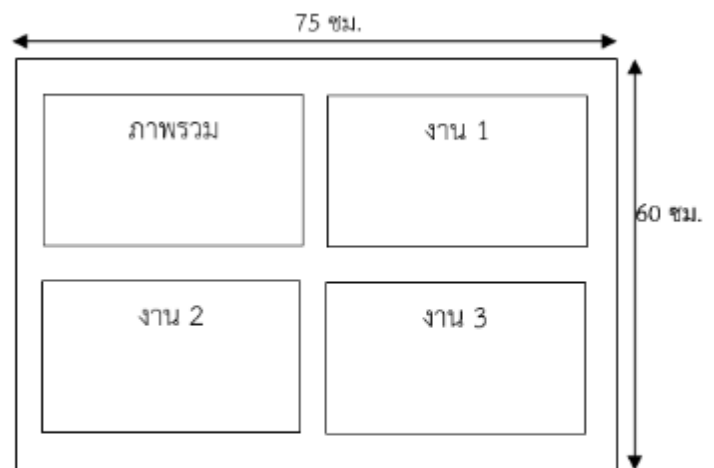 75 ซม.
ภาพรวม
งาน 1
60 ซม.
งาน 2
งาน 3